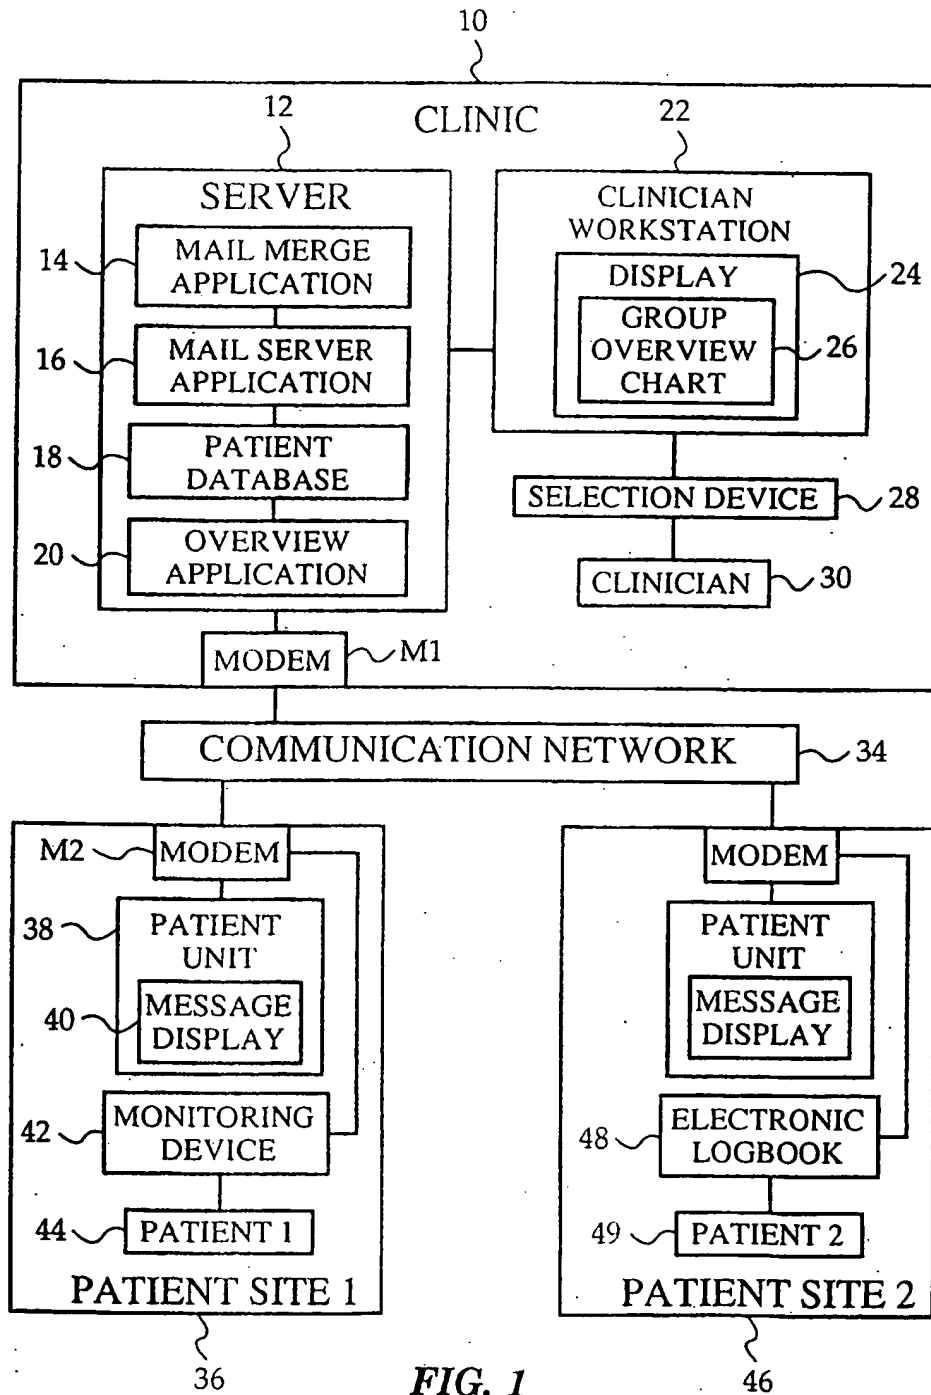 10
CLINIC
12
22
SERVER
14
MAIL MERGE
APPLICATION
16
MAIL SERVER
APPLICATION
18
PATIENT
DATABASE
20
OVERVIEW
APPLICATION
CLINICIAN
WORKSTATION
DISPLAY
24
GROUP
OVERVIEW
CHART
26
SELECTION DEVICE
28
CLINICIAN
30
MODEM
M1
COMMUNICATION NETWORK
34
M2
MODEM
38
PATIENT
UNIT
40
MESSAGE
DISPLAY
42
MONITORING
DEVICE
44
PATIENT 1
PATIENT SITE 1
36
MODEM
PATIENT
UNIT
MESSAGE
DISPLAY
48
ELECTRONIC
LOGBOOK
49
PATIENT 2
PATIENT SITE 2
46
FIG. 1